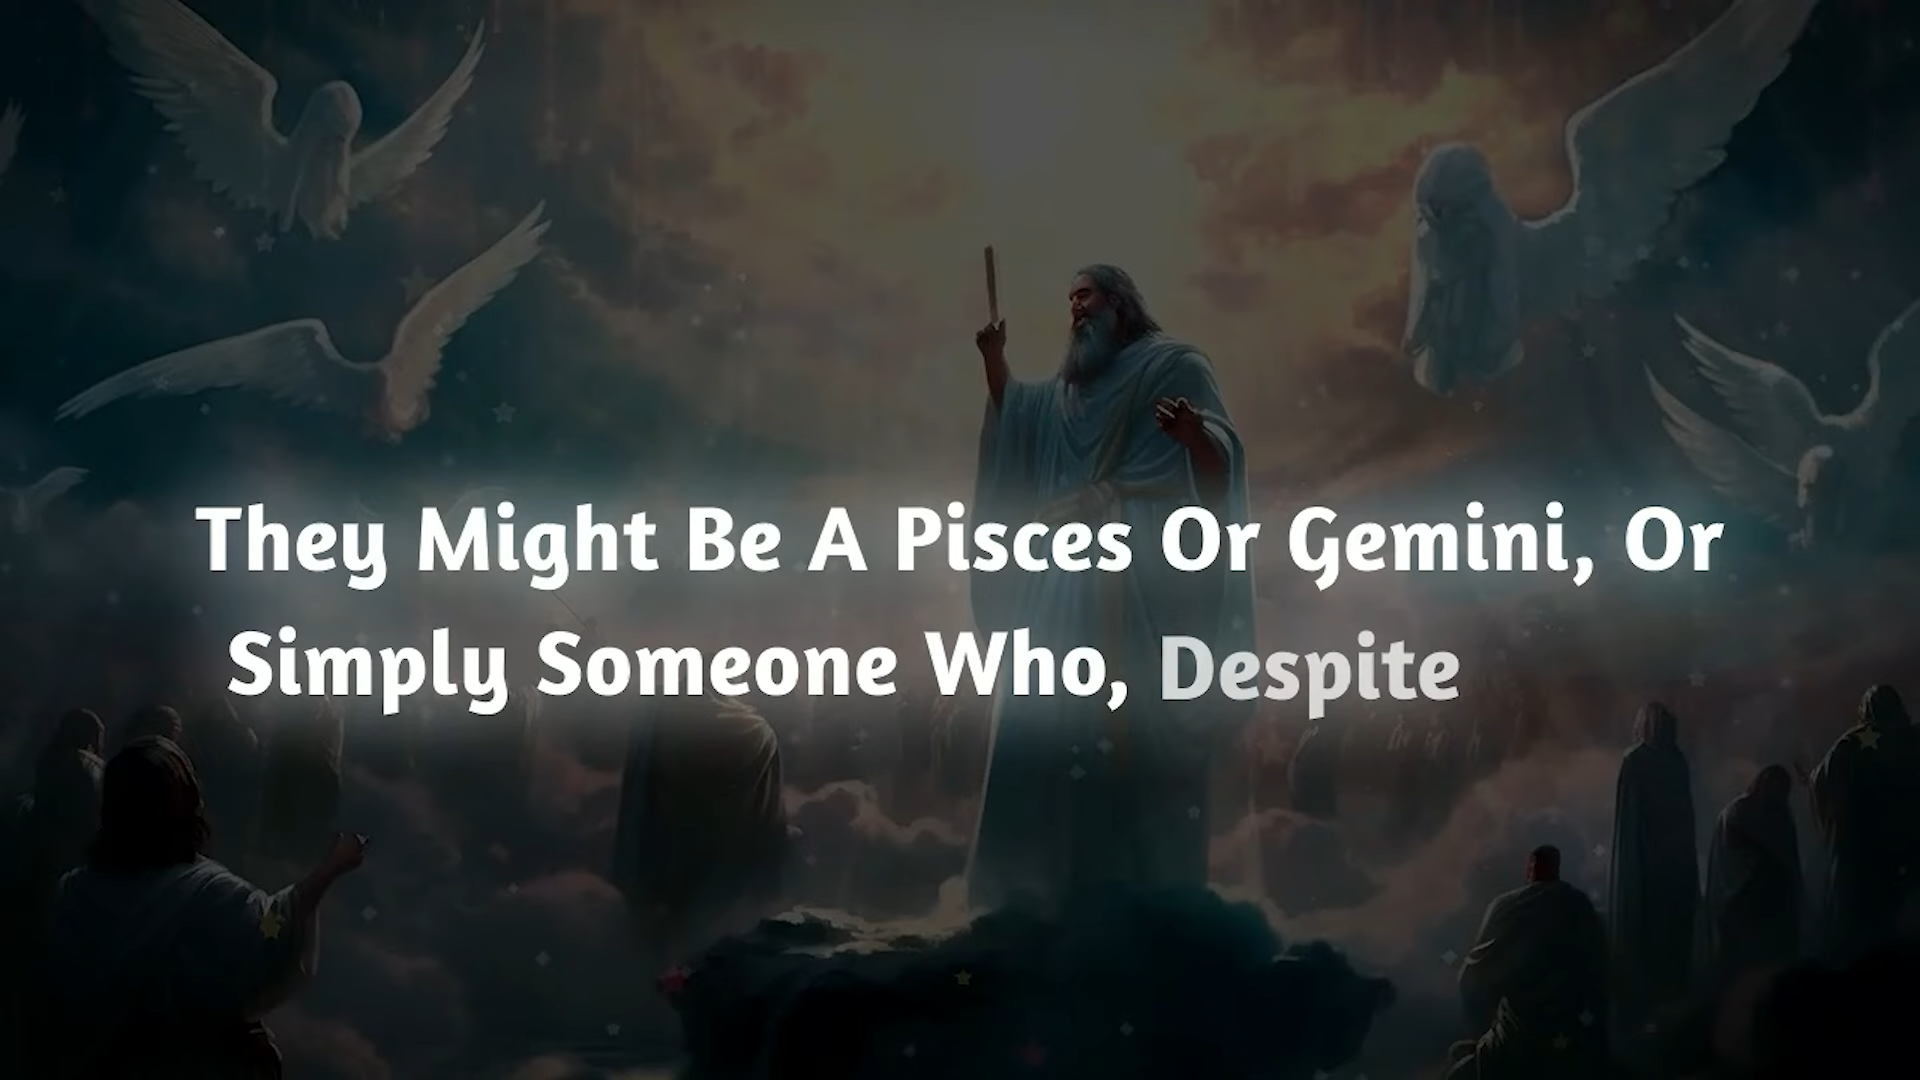 They Might Be A Pisces Or Gemini, Or
Simply Someone Who, Despite